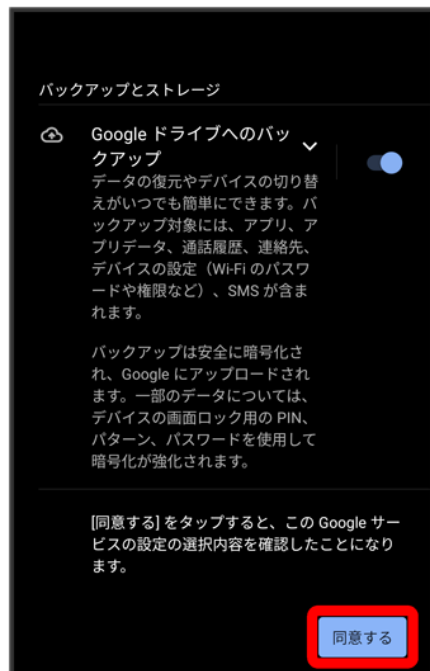 バックアップとストレージ
Google ドライブへのバッ
クアップ
データの復元やデバイスの切り替
えがいつでも簡単にできます。バ
ックアップ対象には、アプリ、ア
プリデータ、通話履歴、連絡先、
デバイスの設定（Wi-Fi のパスワ
ードや権限など）、SMS が含ま
れます。
バックアップは安全に暗号化さ
れ、Google にアップロードされ
ます。一部のデータについては、
デバイスの画面ロック用の PIN、
パターン、パスワードを使用して
暗号化が強化されます。
[同意する] をタップすると、この Google サー
ビスの設定の選択内容を確認したことになり
ます。
同意する